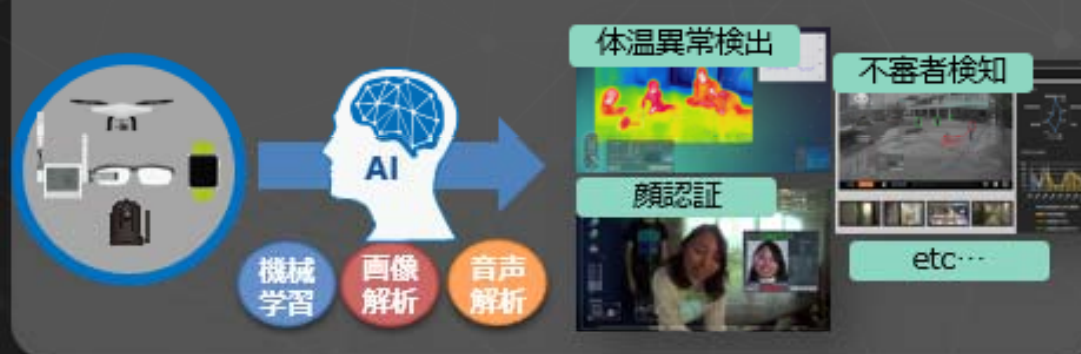 体温異常検出
不審者検知
AI
顔認証
機械
学習
画像
解析
音声
解析
etc…